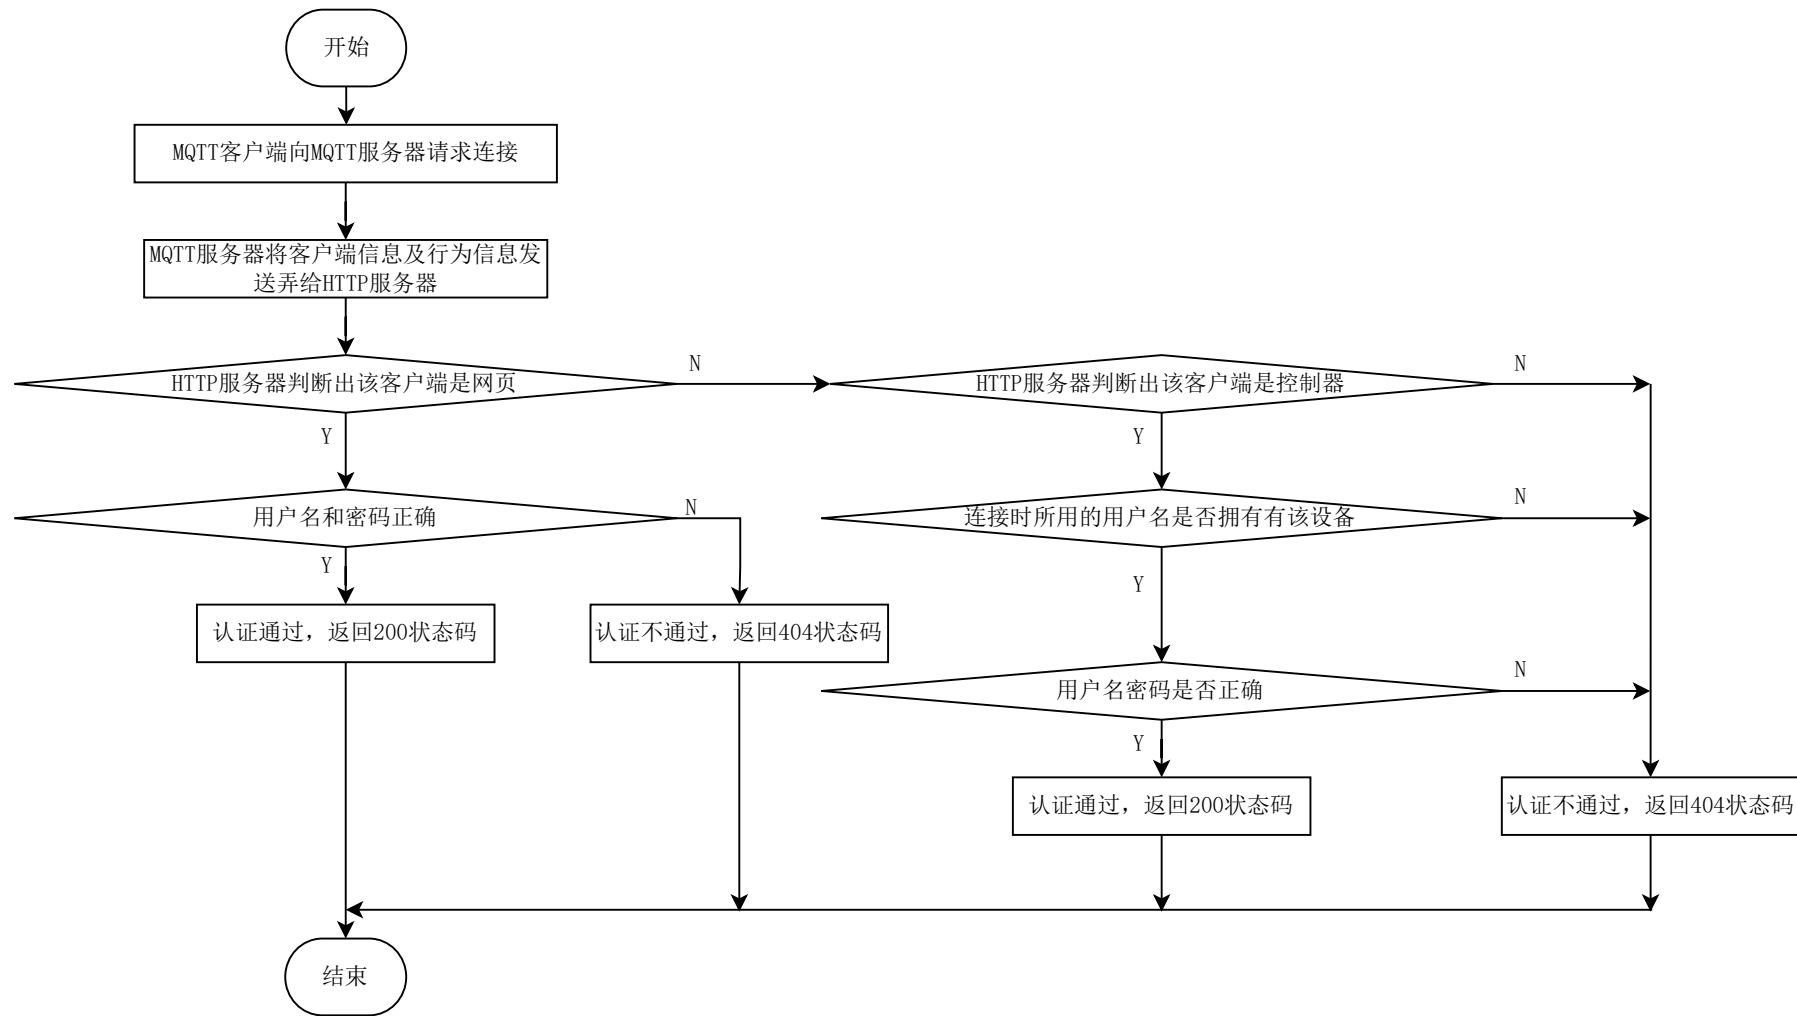 开始
MQTT客户端向MQTT服务器请求连接
MQTT服务器将客户端信息及行为信息发
送弄给HTTP服务器
HTTP服务器判断出该客户端是网页
N
HTTP服务器判断出该客户端是控制器
N
Y
Y
用户名和密码正确
N
连接时所用的用户名是否拥有有该设备
N
Y
Y
认证通过，返回200状态码
认证不通过，返回404状态码
用户名密码是否正确
N
Y
认证通过，返回200状态码
认证不通过，返回404状态码
结束